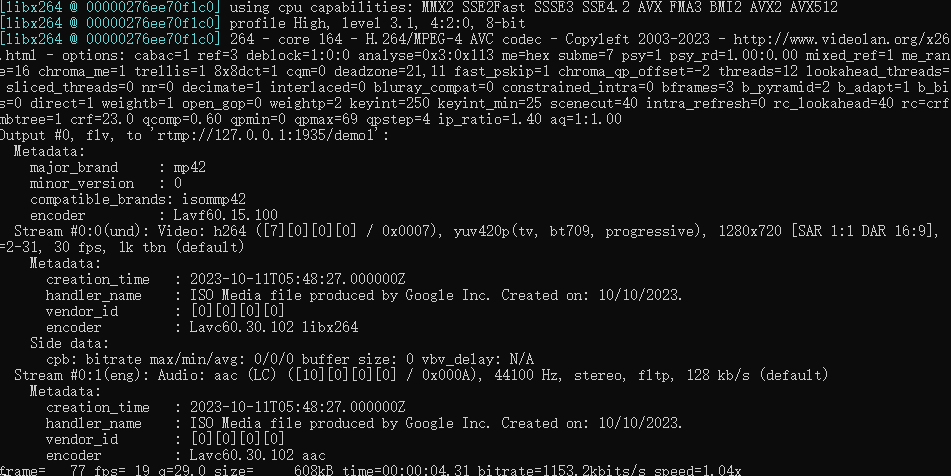 [libx264 @ 00000276ee70f1c0] using cpu capabilities: MMX2 SSE2Fast SSSE3 SSE4.2 AVX FMA3 BMI2 AVX2 AVX512
[libx264 @ 00000276ee70f1c0] profile High, level 3.1, 4:2:0, 8-bit
[libx264 @ 00000276ee70f1c0] 264 - core 164 - H.264/MPEG-4 AVC codec - Copyleft 2003-2023 - http://www.videolan.org/x26
.html - options: cabac=1 ref=3 deblock=1:0:0 analyse=0x3:0x113 me=hex subme=7 psy=1 psy_rd=1.00:0.00 mixed_ref=1 me_ran
e=16 chroma_me=1 trellis=1 8x8dct=1 cqm=0 deadzone=21,11 fast_pskip=1 chroma_qp_offset=-2 threads=12 lookahead_threads=
sliced_threads=0 nr=0 decimate=1 interlaced=0 bluray_compat=0 constrained_intra=0 bframes=3 b_pyramid=2 b_adapt=1 b_bi
s=0 direct=1 weightb=1 open_gop=0 weightp=2 keyint=250 keyint_min=25 scenecut=40 intra_refresh=0 rc_lookahead=40 rc=crf
mbtree=1 crf=23.0 qcomp=0.60 qpmin=0 qpmax=69 qpstep=4 ip_ratio=1.40 aq=1:1.00
Output #0, flv, to 'rtmp://127.0.0.1:1935/demo1':
Metadata:
major_brand : mp42
minor_version : 0
compatible_brands: isommp42
encoder : Lavf60.15.100
Stream #0:0(und): Video: h264 ([7][0][0][0] / 0x0007), yuv420p(tv, bt709, progressive), 1280x720 [SAR 1:1 DAR 16:9],
=2-31, 30 fps, 1k tbn (default)
Metadata:
creation_time : 2023-10-11T05:48:27.000000Z
handler_name : ISO Media file produced by Google Inc. Created on: 10/10/2023.
vendor_id : [0][0][0][0]
encoder : Lavc60.30.102 libx264
Side data:
cpb: bitrate max/min/avg: 0/0/0 buffer size: 0 vbv_delay: N/A
Stream #0:1(eng): Audio: aac (LC) ([10][0][0][0] / 0x000A), 44100 Hz, stereo, fltp, 128 kb/s (default)
Metadata:
creation_time : 2023-10-11T05:48:27.000000Z
handler_name : ISO Media file produced by Google Inc. Created on: 10/10/2023.
vendor_id : [0][0][0][0]
encoder : Lavc60.30.102 aac
frame= 77 fps= 19 q=29.0 size= 608kB time=00:00:04.31 bitrate=1153.2kbits/s speed=1.04x